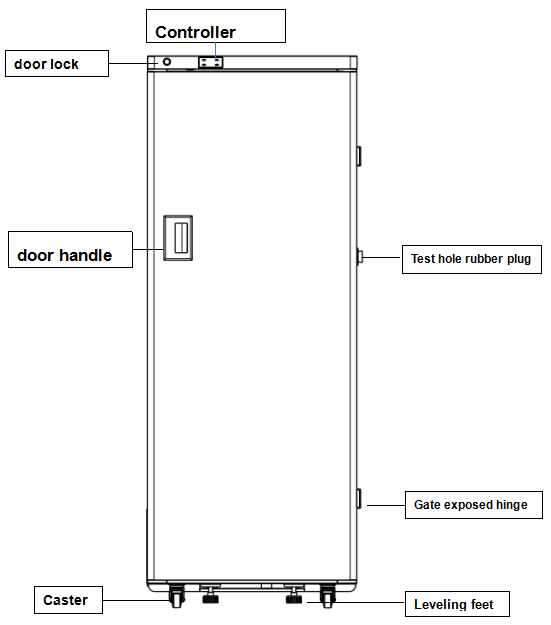 Controller
door lock
door handle
Test hole rubber plug
Gate exposed hinge
Caster
Leveling feet